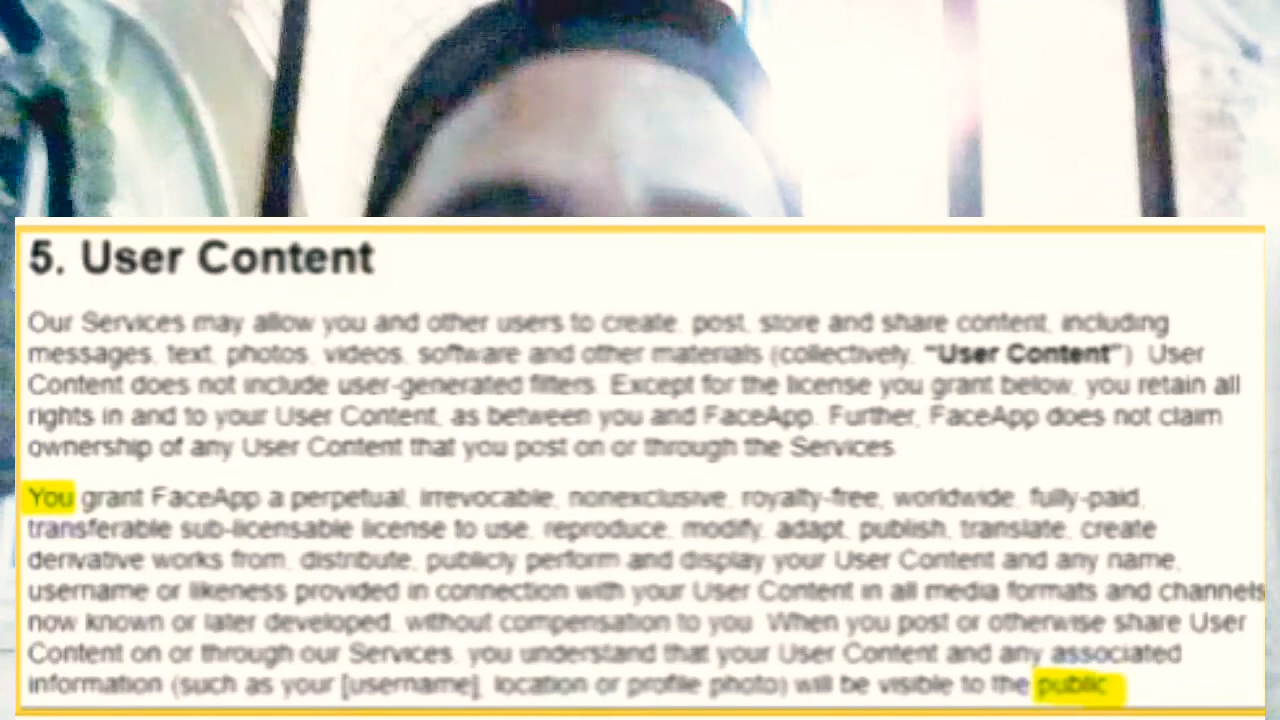 5. User Content
Our Services may allow you and other users to create, post, store and share content, including
messages, text, photos, videos, software and other materials (collectively, "User Content"). User
Content does not include user-generated filters. Except for the license you grant below, you retain all
rights in and to your User Content, as between you and FaceApp. Further, FaceApp does not claim
ownership of any User Content that you post on or through the Services.
You grant FaceApp a perpetual, irrevocable, nonexclusive, royalty-free, worldwide, fully-paid,
transferable sub-licensable license to use, reproduce, modify, adapt, publish, translate, create
derivative works from, distribute, publicly perform and display your User Content and any name,
username or likeness provided in connection with your User Content in all media formats and channels
now known or later developed, without compensation to you. When you post or otherwise share User
Content on or through our Services, you understand that your User Content and any associated
information (such as your [username], location or profile photo) will be visible to the public.